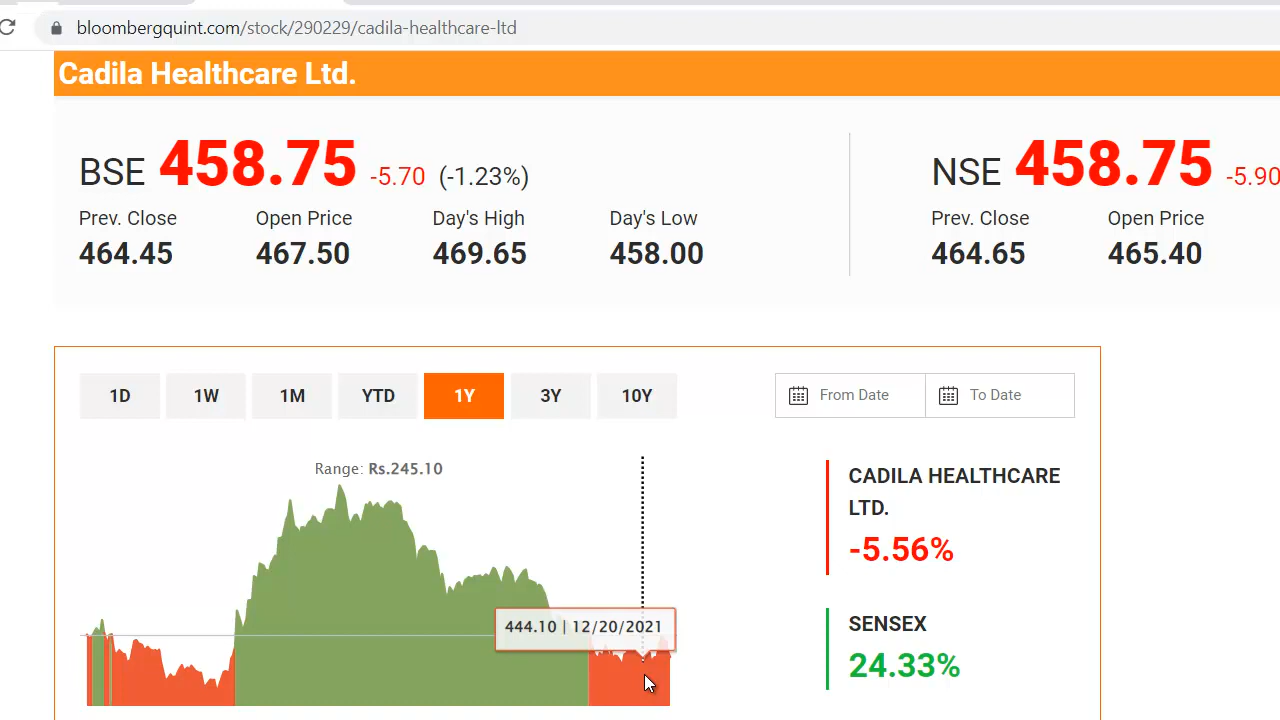 bloombergquint.com/stock/290229/cadila-healthcare-ltd
Cadila Healthcare Ltd.
BSE 458.75 -5.70 (-1.23%)
Prev. Close Open Price Day's High Day's Low
464.45 467.50 469.65 458.00
NSE 458.75 -5.90
Prev. Close Open Price
464.65 465.40
1D 1W 1M YTD 1Y 3Y 10Y
From Date To Date
Range: Rs.245.10
444.10 | 12/20/2021
CADILA HEALTHCARE
LTD.
-5.56%
SENSEX
24.33%